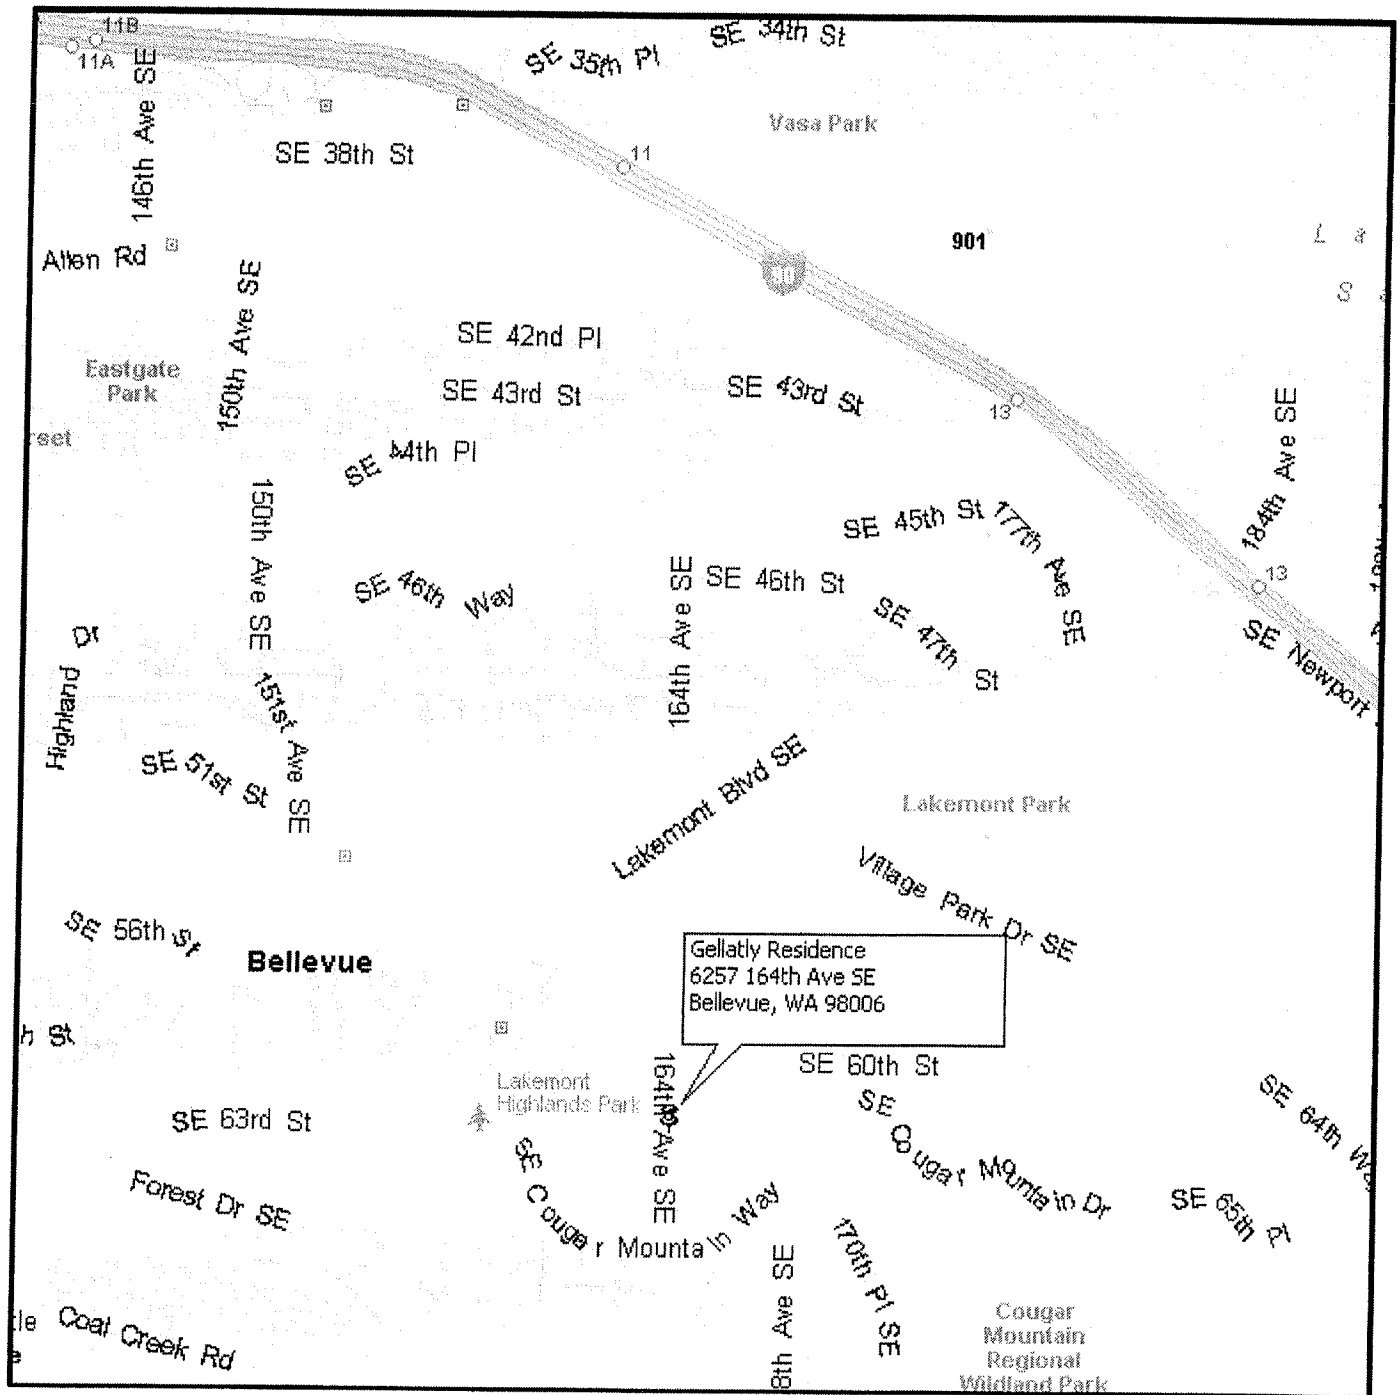 11B
11A
SE 35th Pl
SE 34th St
146th Ave SE
SE 38th St
Vasa Park
11
901
L a
Allen Rd
90
S a
150th Ave SE
SE 42nd Pl
Eastgate
Park
SE 43rd St
SE 43rd St
13
184th Ave SE
rset
SE 44th Pl
150th Ave SE
SE 45th St
177th Ave SE
SE 46th Way
164th Ave SE
SE 46th St
13
SE 47th St
SE Newport
Highland Dr
151st Ave SE
SE 51st St
Lakemont Blvd SE
Lakemont Park
Village Park Dr SE
SE 56th St
Bellevue
Gellatly Residence
6257 164th Ave SE
Bellevue, WA 98006
h St
164th Ave SE
SE 60th St
Lakemont
Highlands Park
SE 63rd St
SE Cougar Mountain Dr
SE 64th Way
SE Cougar Mountain Way
Forest Dr SE
SE 65th Pl
170th Pl SE
8th Ave SE
Coal Creek Rd
Cougar
Mountain
Regional
Wildland Park